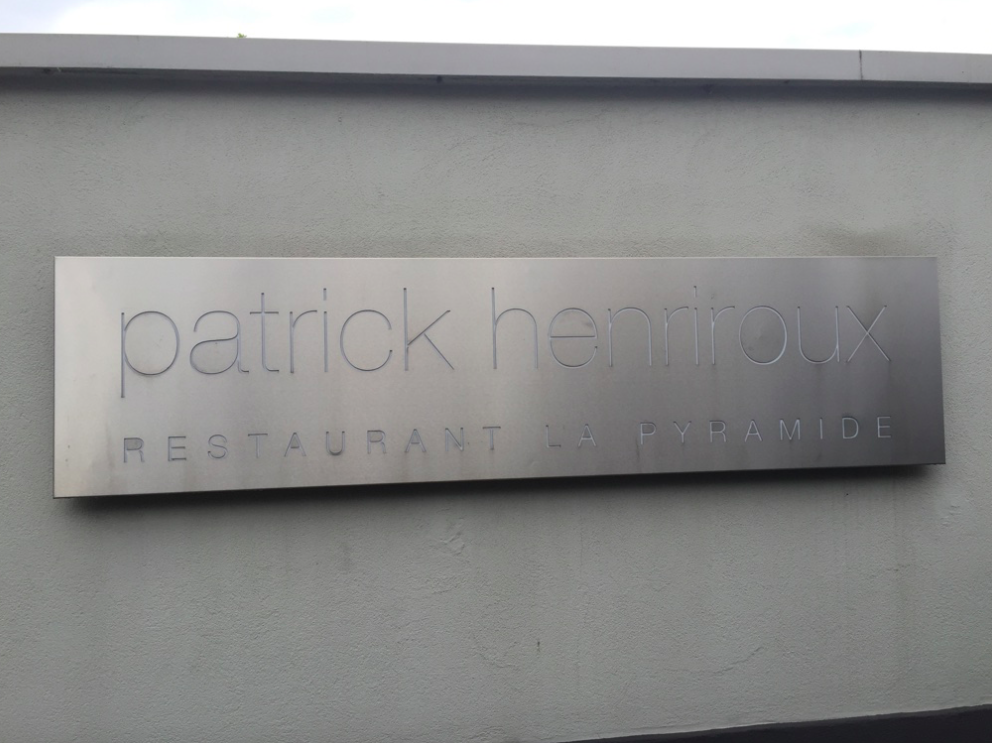 patrick henriroux
RESTAURANT LA PYRAMIDE